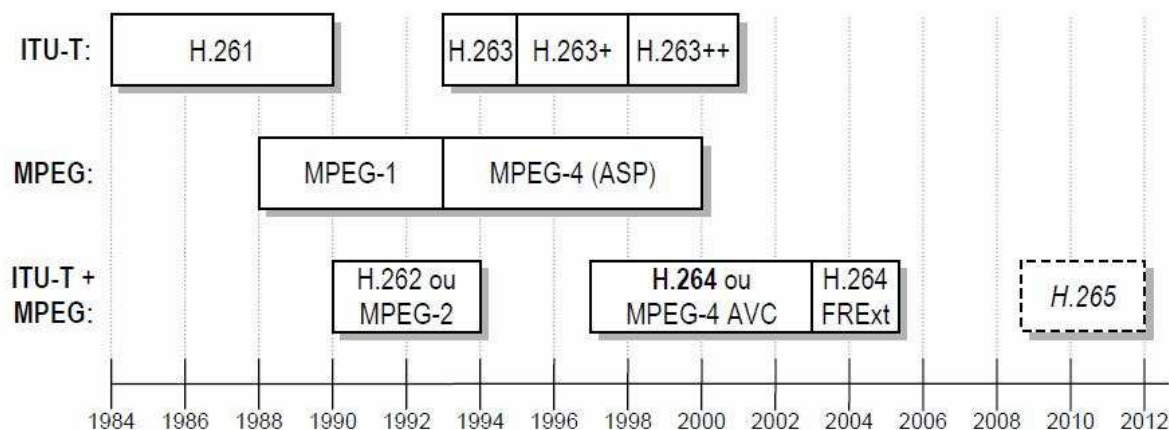 ITU-T:
H.261
H.263
H.263+
H.263++
MPEG:
MPEG-1
MPEG-4 (ASP)
ITU-T +
MPEG:
H.262 ou
MPEG-2
H.264 ou
MPEG-4 AVC
H.264
FRExt
H.265
1984 1986 1988 1990 1992 1994 1996 1998 2000 2002 2004 2006 2008 2010 2012